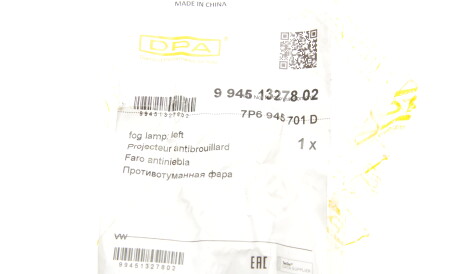 MADE IN CHINA
DPA
9 945 13278 02
99451327802
7P6 945 701 D
fog lamp, left
1 x
Projecteur antibrouillard
Faro antiniebla
Противотуманная фара
VW
99451327802
EAC